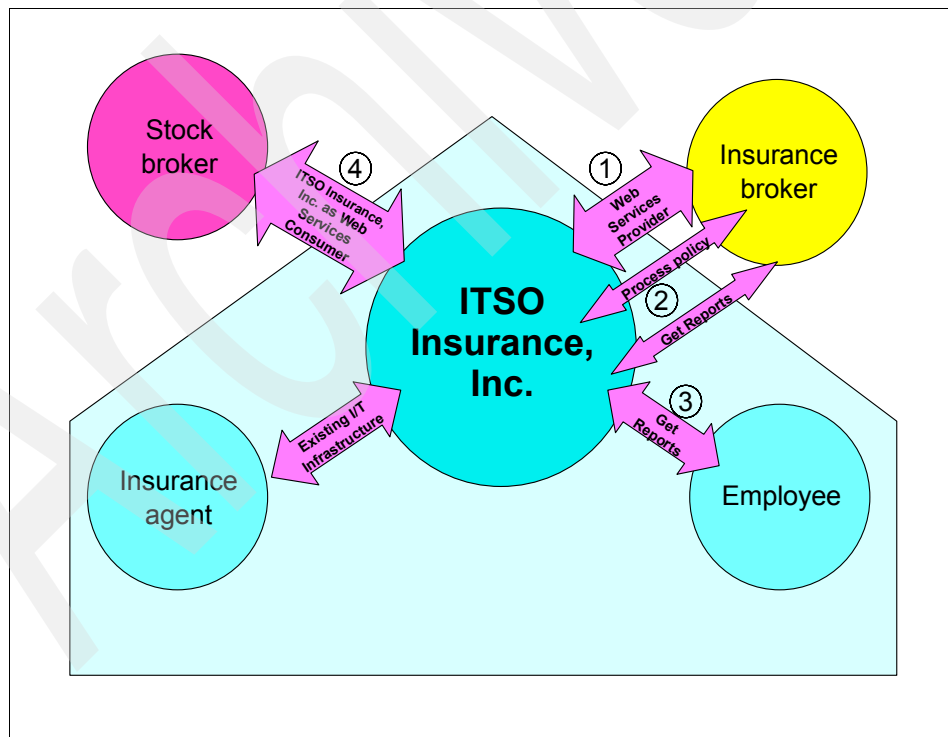 Stock
broker
4
ITSO Insurance,
Inc. as Web
Services
Consumer
1
Web
Services
Provider
Insurance
broker
Process policy
2
Get Reports
ITSO
Insurance,
Inc.
3
Get
Reports
Existing I/T
Infrastructure
Insurance
agent
Employee